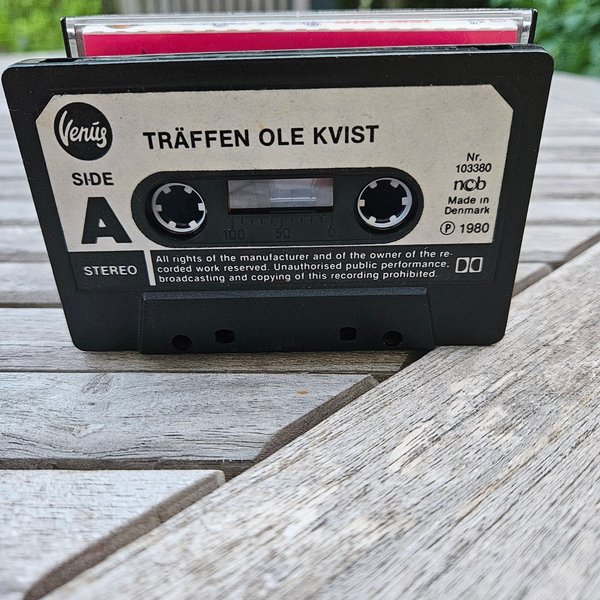 Venus
TRÄFFEN OLE KVIST
SIDE
A
Nr.
103380
ncb
Made in
Denmark
Ⓟ 1980
100 50 0
STEREO
All rights of the manufacturer and of the owner of the re-
corded work reserved. Unauthorised public performance,
broadcasting and copying of this recording prohibited.